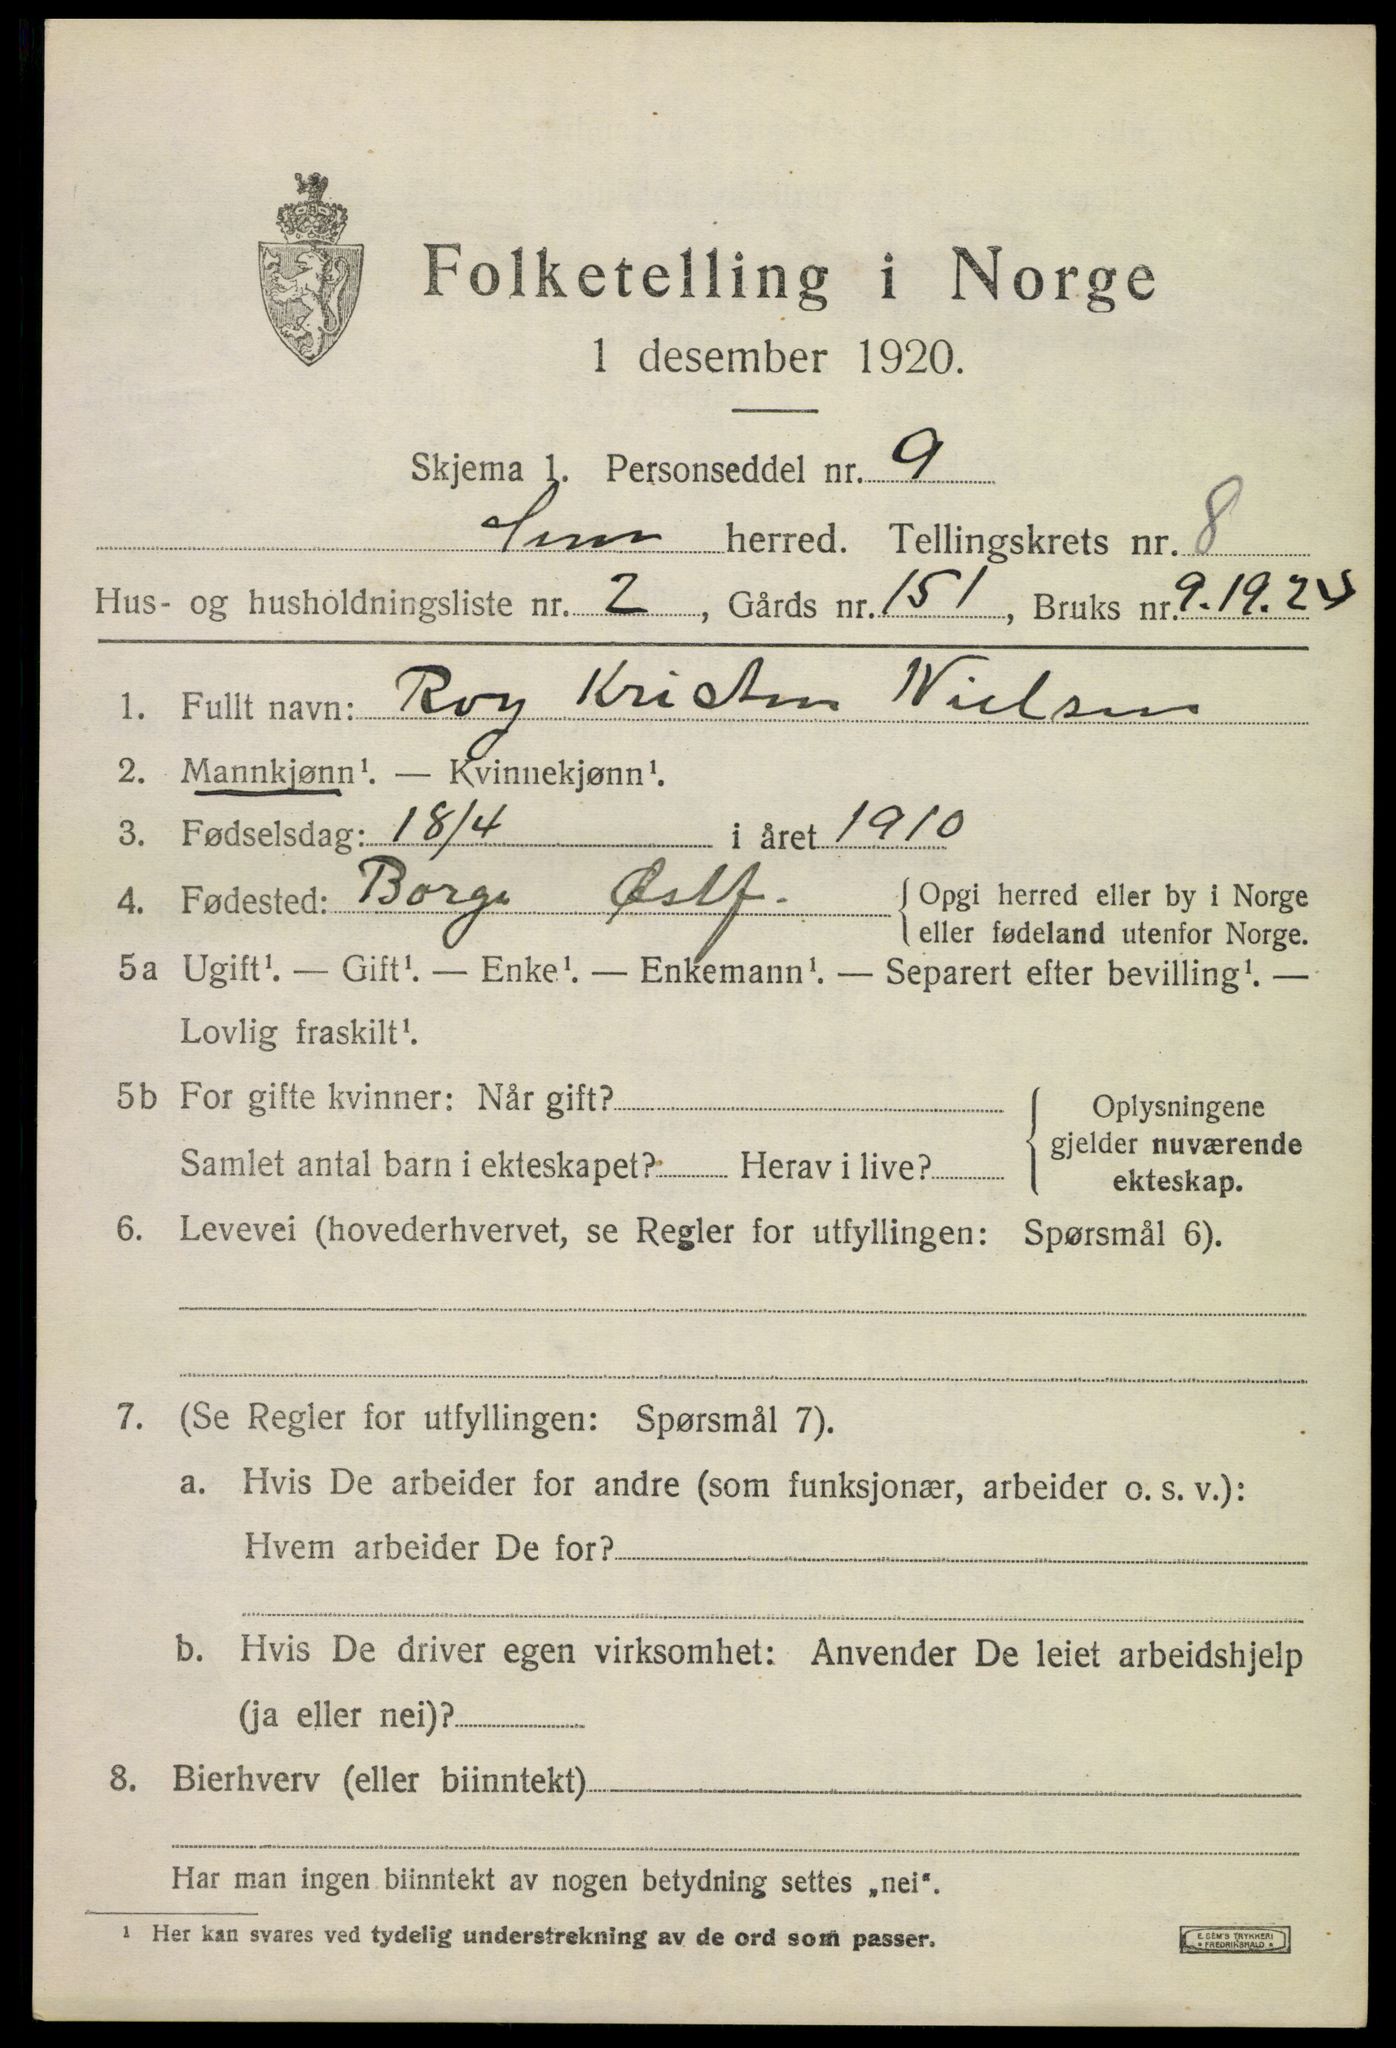 Folketelling i Norge
1 desember 1920.
Skjema 1. Personseddel nr. 9
herred. Tellingskrets nr. 8
Hus- og husholdningsliste nr. 2, Gårds nr. 151, Bruks nr. 9.19.25
1. Fullt navn: Roy Kristen Nielsen
2. Mannkjønn¹. — Kvinnekjønn¹.
3. Fødselsdag: 18/4 i året 1910
4. Fødested: Borge Østf. { Opgi herred eller by i Norge
eller fødeland utenfor Norge.
5a Ugift¹. — Gift¹. — Enke¹. — Enkemann¹. — Separert efter bevilling¹. —
Lovlig fraskilt¹.
5b For gifte kvinner: Når gift?
Samlet antal barn i ekteskapet? Herav i live?
Oplysningene
gjelder nuværende
ekteskap.
6. Levevei (hovederhvervet, se Regler for utfyllingen: Spørsmål 6).
7. (Se Regler for utfyllingen: Spørsmål 7).
a. Hvis De arbeider for andre (som funksjonær, arbeider o. s. v.):
Hvem arbeider De for?
b. Hvis De driver egen virksomhet: Anvender De leiet arbeidshjelp
(ja eller nei)?
8. Bierhverv (eller biinntekt)
Har man ingen biinntekt av nogen betydning settes „nei“.
¹ Her kan svares ved tydelig understrekning av de ord som passer.
E. SEM'S TRYKKERI
* FREDRIKSHALD *